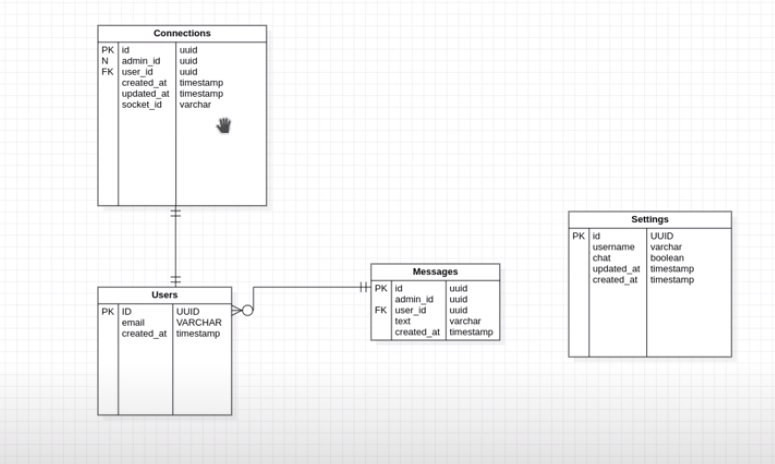 Connections
PK id uuid
N admin_id uuid
FK user_id uuid
created_at timestamp
updated_at timestamp
socket_id varchar
Users
PK ID UUID
email VARCHAR
created_at timestamp
Messages
PK id uuid
admin_id uuid
FK user_id uuid
text varchar
created_at timestamp
Settings
PK id UUID
username varchar
chat boolean
updated_at timestamp
created_at timestamp